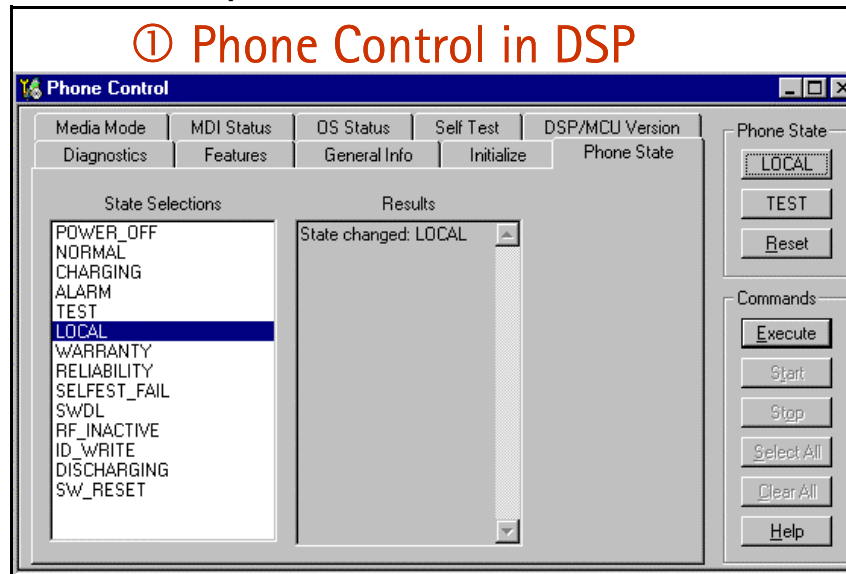 ① Phone Control in DSP
Phone Control
Media Mode
MDI Status
OS Status
Self Test
DSP/MCU Version
Diagnostics
Features
General Info
Initialize
Phone State
State Selections
POWER_OFF
NORMAL
CHARGING
ALARM
TEST
LOCAL
WARRANTY
RELIABILITY
SELFEST_FAIL
SWDL
RF_INACTIVE
ID_WRITE
DISCHARGING
SW_RESET
Results
State changed: LOCAL
Phone State
LOCAL
TEST
Reset
Commands
Execute
Start
Stop
Select All
Clear All
Help